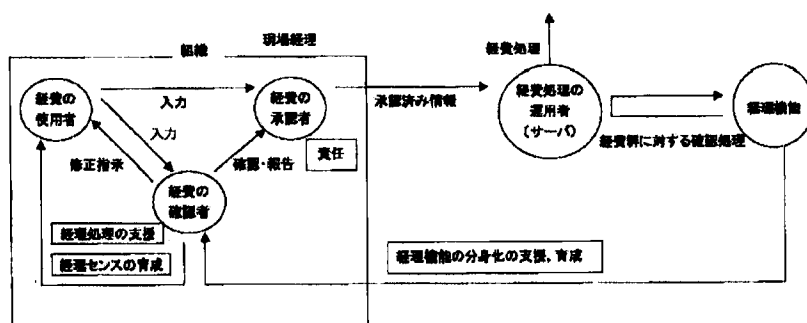 組織
現場経理
経費処理
経費の
使用者
入力
経費の
承認者
承認済み情報
経費処理の
運用者
(サーバ)
経理機能
入力
責任
経費科に対する確認処理
修正指示
確認・報告
経費の
確認者
経理処理の支援
経理センスの育成
経理機能の分身化の支援、育成